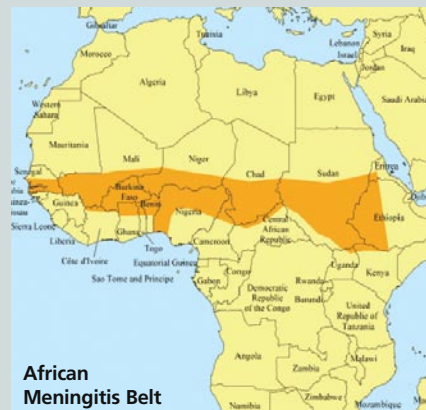 Gibraltar
Tunisia
Lebanon
Syria
Israel
Iraq
Jordan
Morocco
Algeria
Libya
Egypt
Saudi Arabia
Western
Sahara
Mauritania
Mali
Niger
Chad
Sudan
Eritrea
Senegal
Burkina
Faso
Benin
Guinea
Nigeria
Ethiopia
Sierra Leone
Liberia
Ghana
Cameroon
Central
African
Republic
Togo
Côte d'Ivoire
Equatorial Guinea
Sao Tome and Principe
Uganda
Kenya
Congo
Gabon
Democratic
Republic
of the Congo
Rwanda
Burundi
United
Republic of
Tanzania
Angola
Malawi
Zambia
Zimbabwe
Namibia
Mozambique
African
Meningitis Belt